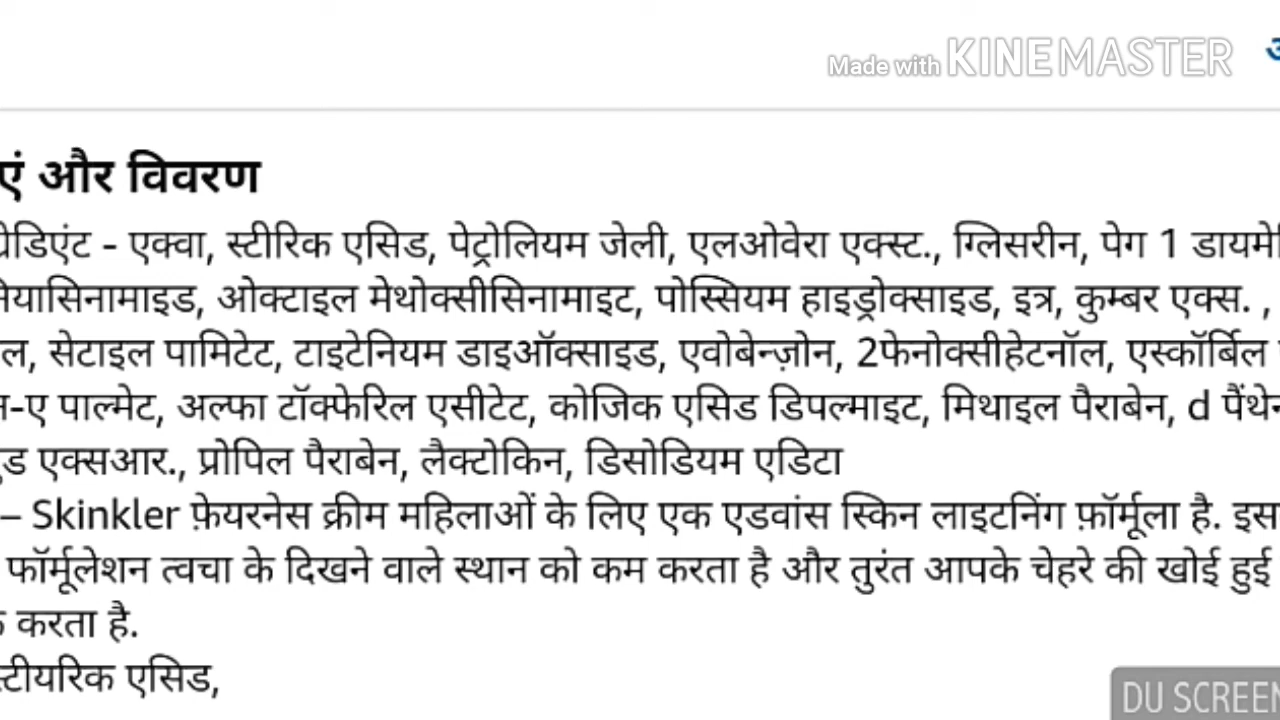 Made with KINEMASTER
और विवरण
- एक्वा, स्टीरिक एसिड, पेट्रोलियम जेली, एलओवेरा एक्स्ट., ग्लिसरीन, पेग 1
ओक्टाइल मेथोक्सीसिनामाइट, पोस्सियम हाइड्रोक्साइड, इत्र, कुम्बर एक्स. ,
सेटाइल पामिटेट, टाइटेनियम डाइऑक्साइड, एवोबेन्ज़ोन, 2फेनोक्सीहेटनॉल, एस्कॉर्बिल
पाल्मेट, अल्फा टॉक्फेरिल एसीटेट, कोजिक एसिड डिपल्माइट, मिथाइल पैराबेन, d
एक्सआर., प्रोपिल पैराबेन, लैक्टोकिन, डिसोडियम एडिटा
– Skinkler फ़ेयरनेस क्रीम महिलाओं के लिए एक एडवांस स्किन लाइटनिंग फ़ॉर्मूला है. इस
फॉर्मूलेशन त्वचा के दिखने वाले स्थान को कम करता है और तुरंत आपके चेहरे की खोई हुई
करता है.
एसिड,
DU SCREEN